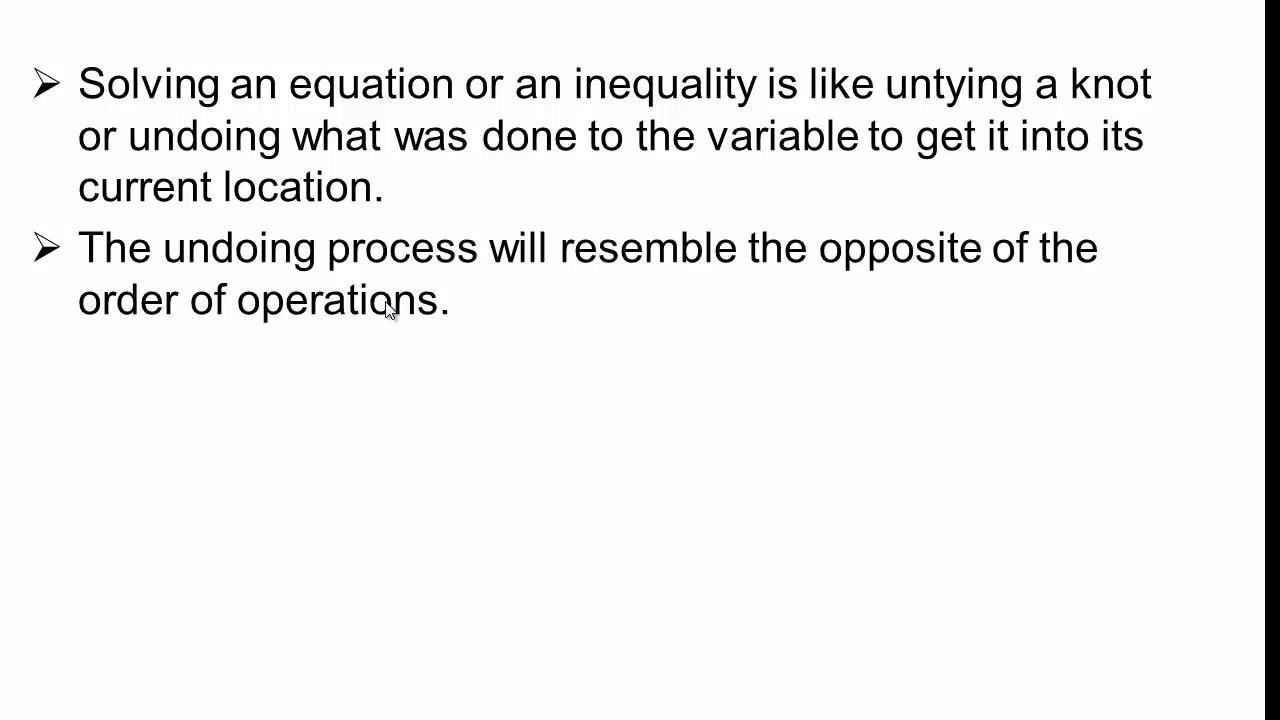 ➢ Solving an equation or an inequality is like untying a knot
or undoing what was done to the variable to get it into its
current location.
➢ The undoing process will resemble the opposite of the
order of operations.